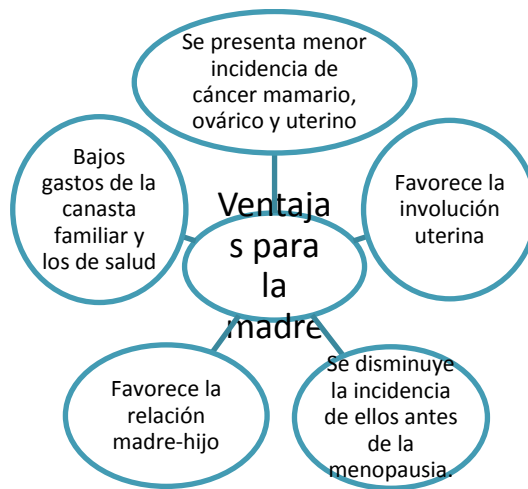 Se presenta menor
incidencia de
cáncer mamario,
ovárico y uterino
Bajos
gastos de la
canasta
familiar y
los de salud
Ventaja
s para
la
madre
Favorece la
involución
uterina
Favorece la
relación
madre-hijo
Se disminuye
la incidencia
de ellos antes
de la
menopausia.